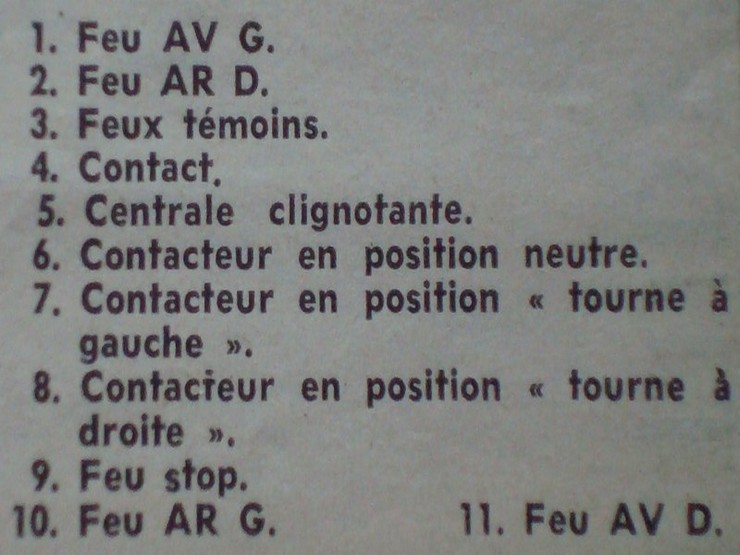 1. Feu AV G.
2. Feu AR D.
3. Feux témoins.
4. Contact.
5. Centrale clignotante.
6. Contacteur en position neutre.
7. Contacteur en position « tourne à
gauche ».
8. Contacteur en position « tourne à
droite ».
9. Feu stop.
10. Feu AR G. 11. Feu AV D.